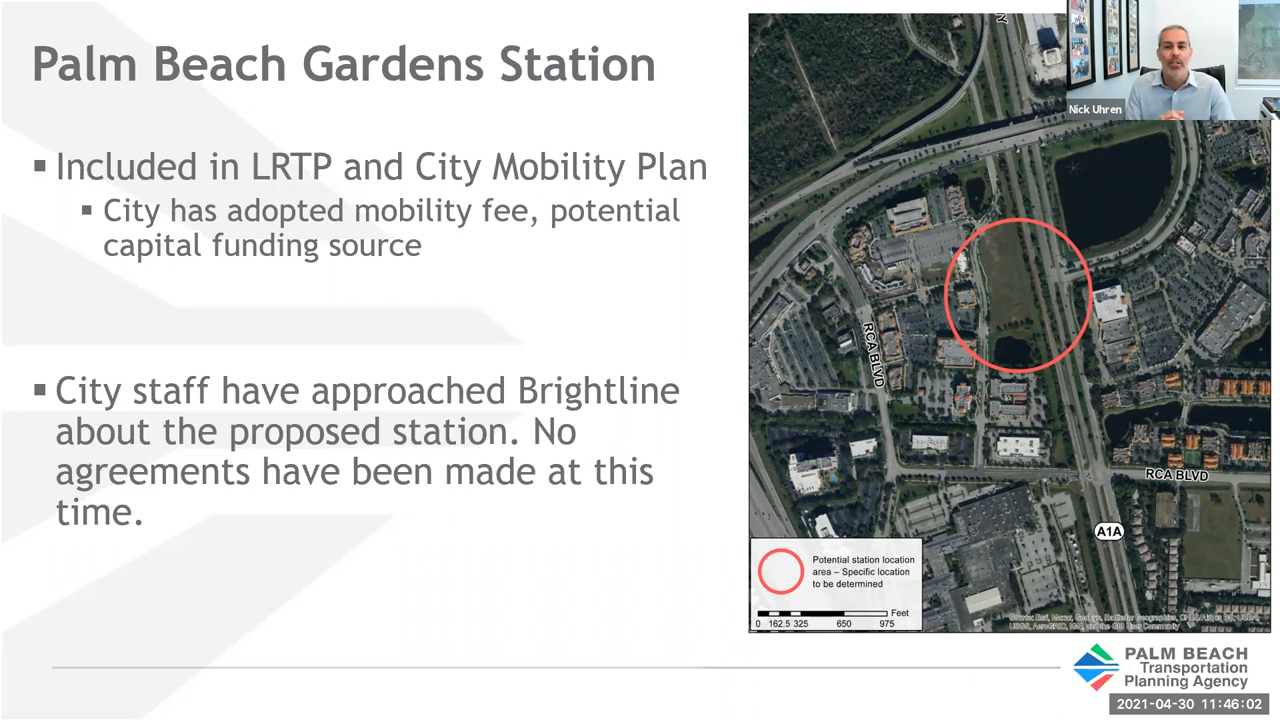 Palm Beach Gardens Station
▪ Included in LRTP and City Mobility Plan
▪ City has adopted mobility fee, potential
capital funding source
▪ City staff have approached Brightline
about the proposed station. No
agreements have been made at this
time.
Nick Uhren
RCA BLVD
RCA BLVD
A1A
Potential station location
area – Specific location
to be determined
Feet
0 162.5 325 650 975
PALM BEACH
Transportation
Planning Agency
2021-04-30 11:46:02